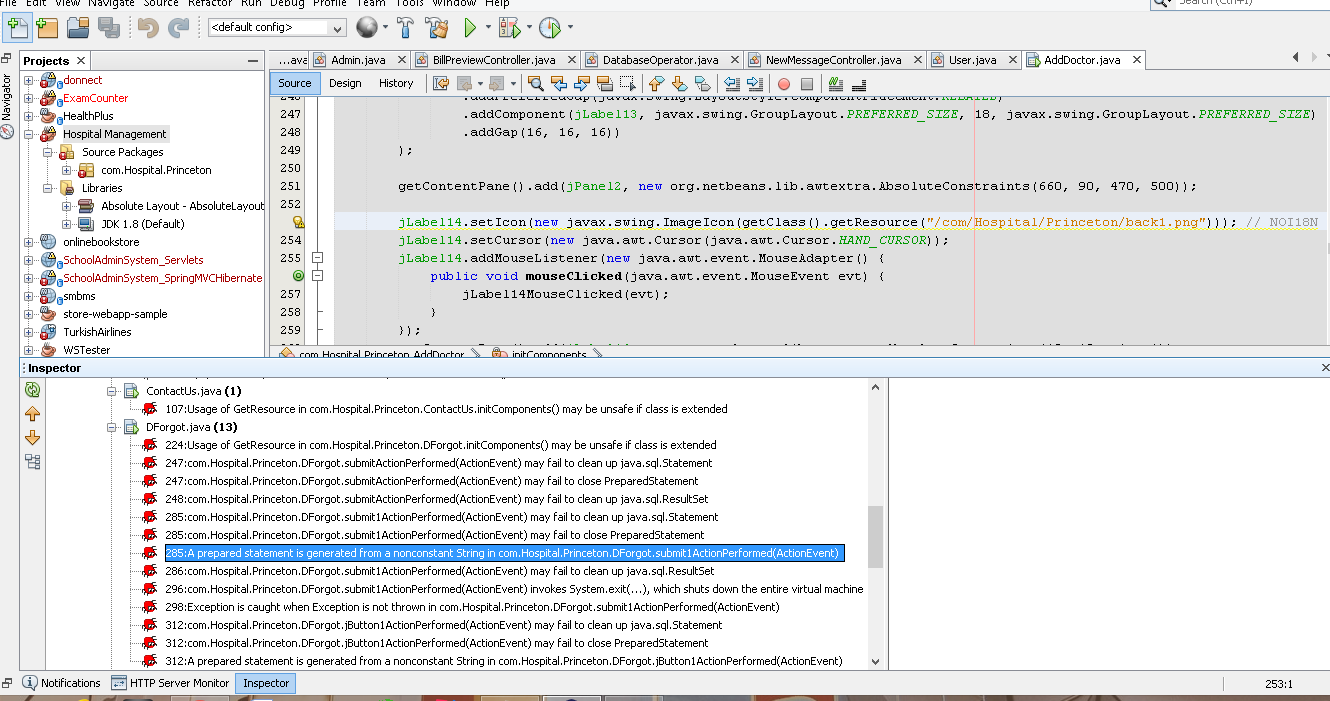 File Edit View Navigate Source Refactor Run Debug Profile Team Tools Window Help
Search (Ctrl+I)
<default config>
Projects
Navigator
donnect
ExamCounter
HealthPlus
Hospital Management
Source Packages
com.Hospital.Princeton
Libraries
Absolute Layout - AbsoluteLayout
JDK 1.8 (Default)
onlinebookstore
SchoolAdminSystem_Servlets
SchoolAdminSystem_SpringMVCHibernate
smbms
store-webapp-sample
TurkishAirlines
WSTester
...ava Admin.java BillPreviewController.java DatabaseOperator.java NewMessageController.java User.java AddDoctor.java
Source Design History
246 .addPreferredGap(javax.swing.LayoutStyle.ComponentPlacement.RELATED)
247 .addComponent(jLabel13, javax.swing.GroupLayout.PREFERRED_SIZE, 18, javax.swing.GroupLayout.PREFERRED_SIZE)
248 .addGap(16, 16, 16))
249 );
250
251 getContentPane().add(jPanel2, new org.netbeans.lib.awtextra.AbsoluteConstraints(660, 90, 470, 500));
252
jLabel14.setIcon(new javax.swing.ImageIcon(getClass().getResource("/com/Hospital/Princeton/back1.png"))); // NOI18N
254 jLabel14.setCursor(new java.awt.Cursor(java.awt.Cursor.HAND_CURSOR));
255 jLabel14.addMouseListener(new java.awt.event.MouseAdapter() {
public void mouseClicked(java.awt.event.MouseEvent evt) {
257 jLabel14MouseClicked(evt);
258 }
259 });
com.Hospital.Princeton.AddDoctor initComponents
Inspector
ContactUs.java (1)
107:Usage of GetResource in com.Hospital.Princeton.ContactUs.initComponents() may be unsafe if class is extended
DForgot.java (13)
224:Usage of GetResource in com.Hospital.Princeton.DForgot.initComponents() may be unsafe if class is extended
247:com.Hospital.Princeton.DForgot.submitActionPerformed(ActionEvent) may fail to clean up java.sql.Statement
247:com.Hospital.Princeton.DForgot.submitActionPerformed(ActionEvent) may fail to close PreparedStatement
248:com.Hospital.Princeton.DForgot.submitActionPerformed(ActionEvent) may fail to clean up java.sql.ResultSet
285:com.Hospital.Princeton.DForgot.submit1ActionPerformed(ActionEvent) may fail to clean up java.sql.Statement
285:com.Hospital.Princeton.DForgot.submit1ActionPerformed(ActionEvent) may fail to close PreparedStatement
285:A prepared statement is generated from a nonconstant String in com.Hospital.Princeton.DForgot.submit1ActionPerformed(ActionEvent)
286:com.Hospital.Princeton.DForgot.submit1ActionPerformed(ActionEvent) may fail to clean up java.sql.ResultSet
296:com.Hospital.Princeton.DForgot.submit1ActionPerformed(ActionEvent) invokes System.exit(...), which shuts down the entire virtual machine
298:Exception is caught when Exception is not thrown in com.Hospital.Princeton.DForgot.submit1ActionPerformed(ActionEvent)
312:com.Hospital.Princeton.DForgot.jButton1ActionPerformed(ActionEvent) may fail to clean up java.sql.Statement
312:com.Hospital.Princeton.DForgot.jButton1ActionPerformed(ActionEvent) may fail to close PreparedStatement
312:A prepared statement is generated from a nonconstant String in com.Hospital.Princeton.DForgot.jButton1ActionPerformed(ActionEvent)
Notifications HTTP Server Monitor Inspector
253:1